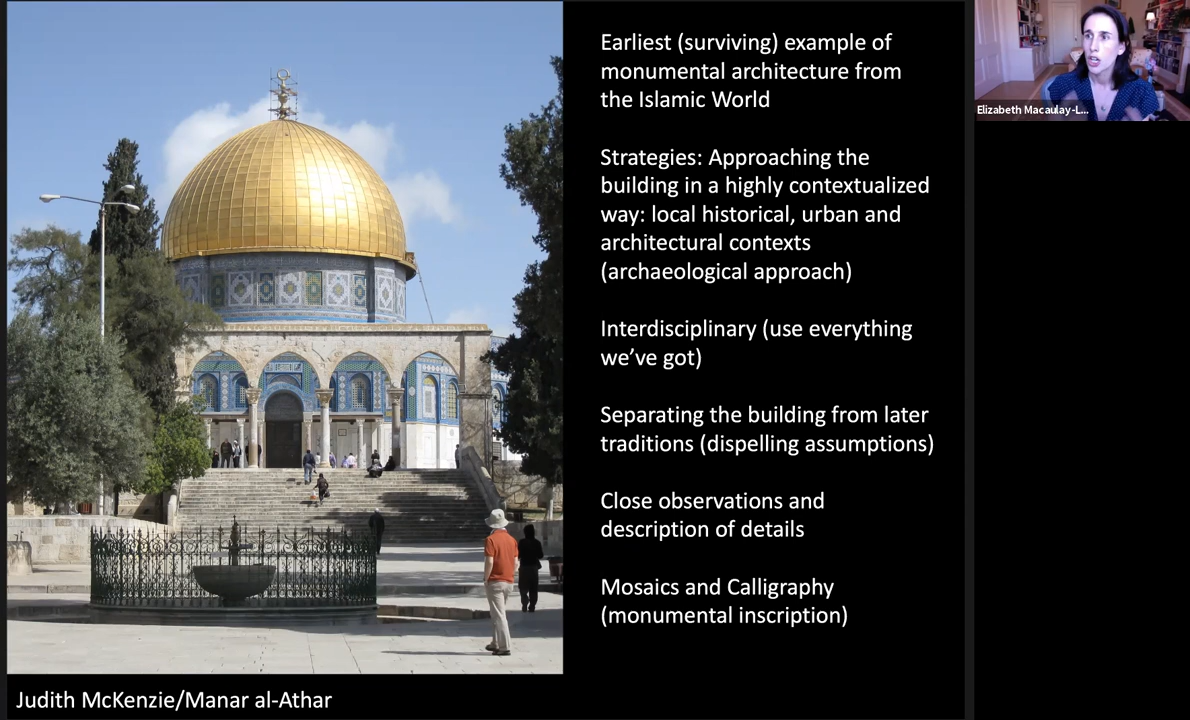 Earliest (surviving) example of
monumental architecture from
the Islamic World
Strategies: Approaching the
building in a highly contextualized
way: local historical, urban and
architectural contexts
(archaeological approach)
Interdisciplinary (use everything
we’ve got)
Separating the building from later
traditions (dispelling assumptions)
Close observations and
description of details
Mosaics and Calligraphy
(monumental inscription)
Judith McKenzie/Manar al-Athar
Elizabeth Macaulay-L...